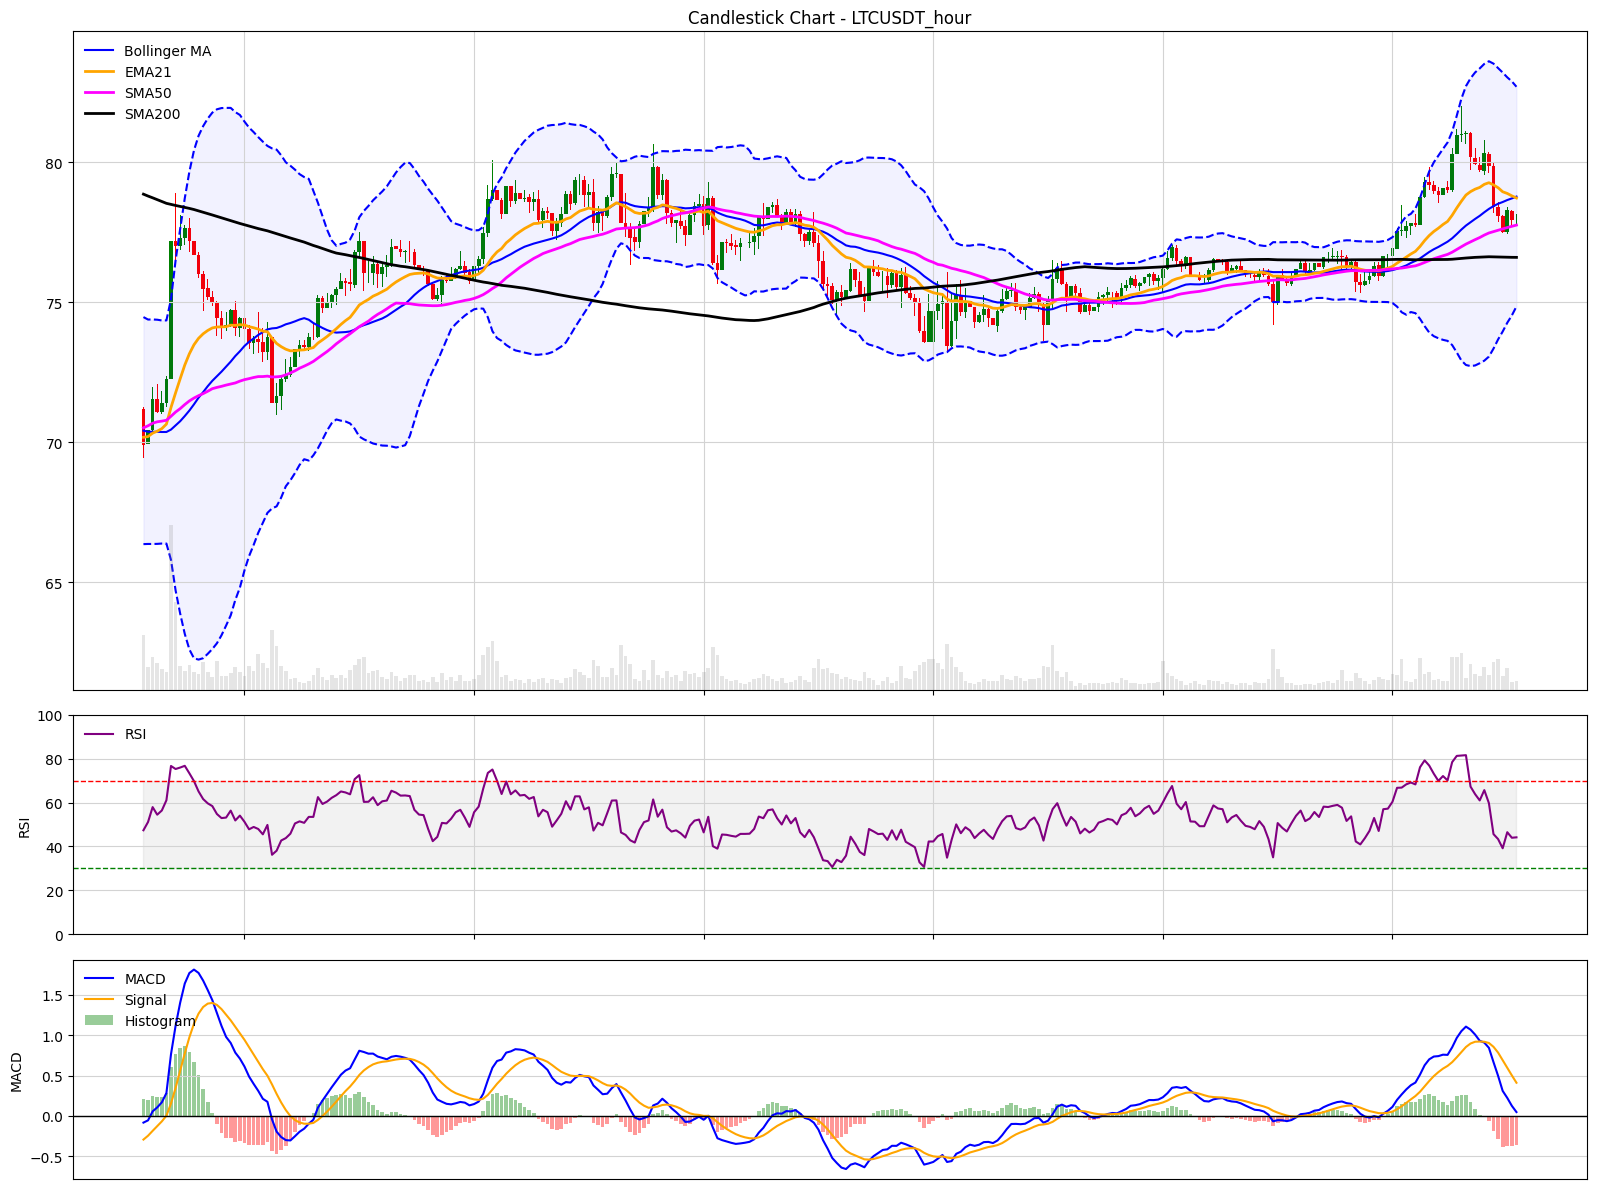 Candlestick Chart - LTCUSDT_hour
Bollinger MA
EMA21
SMA50
SMA200
80
75
70
65
RSI
100
80
60
40
20
0
RSI
MACD
Signal
Histogram
1.5
1.0
0.5
0.0
−0.5
MACD